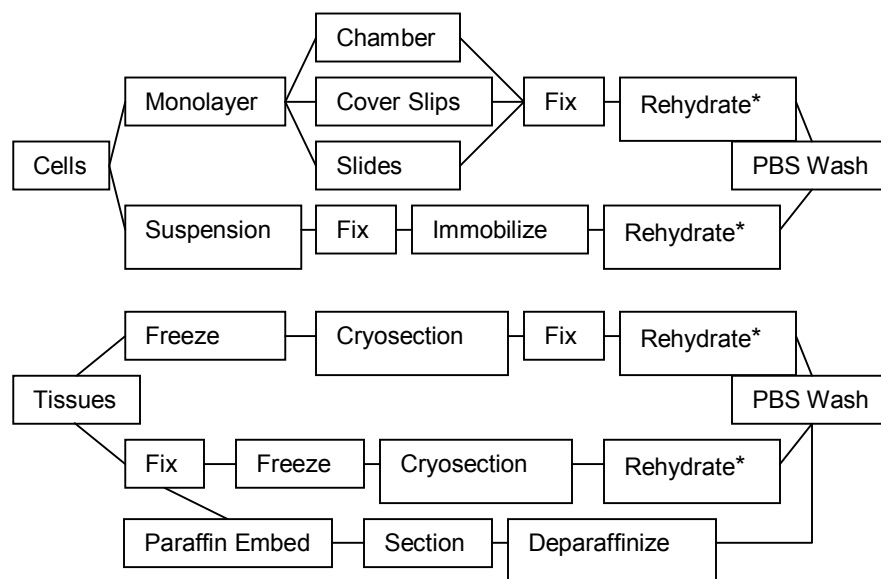 Chamber
Monolayer
Cover Slips
Fix
Rehydrate*
Cells
Slides
PBS Wash
Suspension
Fix
Immobilize
Rehydrate*
Freeze
Cryosection
Fix
Rehydrate*
Tissues
PBS Wash
Fix
Freeze
Cryosection
Rehydrate*
Paraffin Embed
Section
Deparaffinize